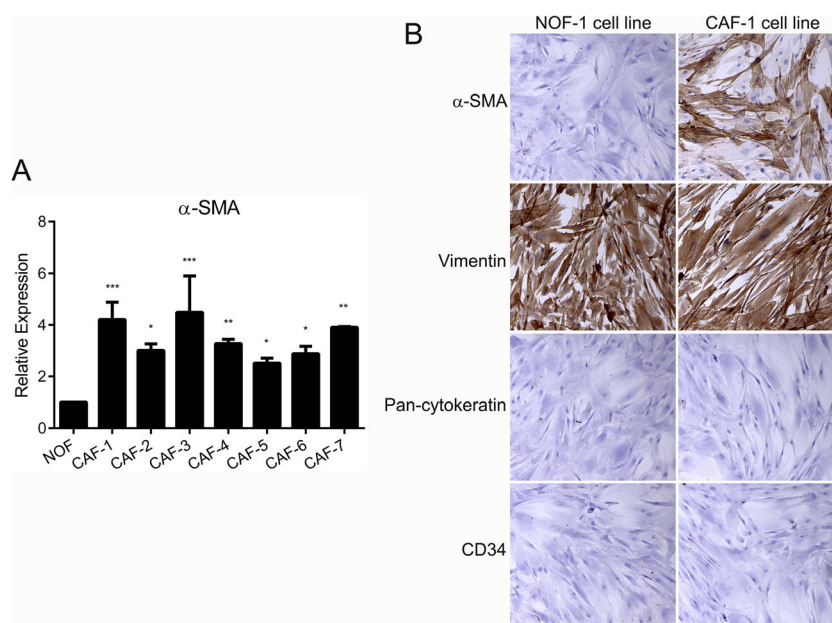 A
α-SMA
Relative Expression
8
6
4
2
0
***
*
***
**
*
*
**
NOF
CAF-1
CAF-2
CAF-3
CAF-4
CAF-5
CAF-6
CAF-7
B
NOF-1 cell line
CAF-1 cell line
α-SMA
Vimentin
Pan-cytokeratin
CD34